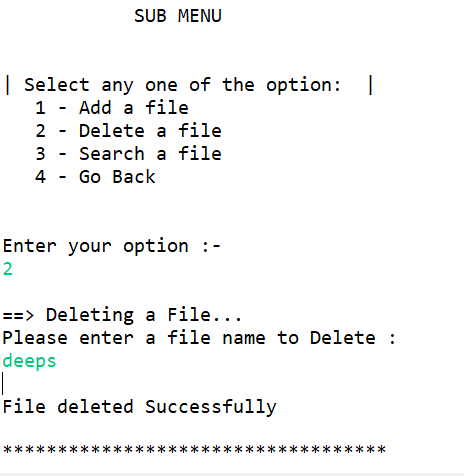 SUB MENU
| Select any one of the option: |
1 - Add a file
2 - Delete a file
3 - Search a file
4 - Go Back
Enter your option :-
2
==> Deleting a File...
Please enter a file name to Delete :
deeps
File deleted Successfully
***********************************